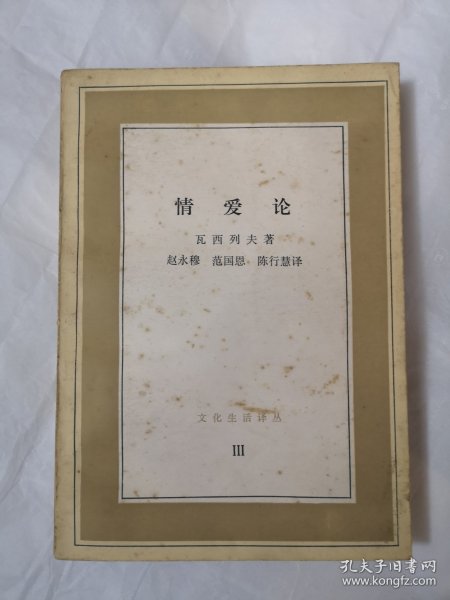 情爱论
瓦西列夫著
赵永穆 范国恩 陈行慧译
文化生活译丛
III
孔夫子旧书网
www.kongfz.com